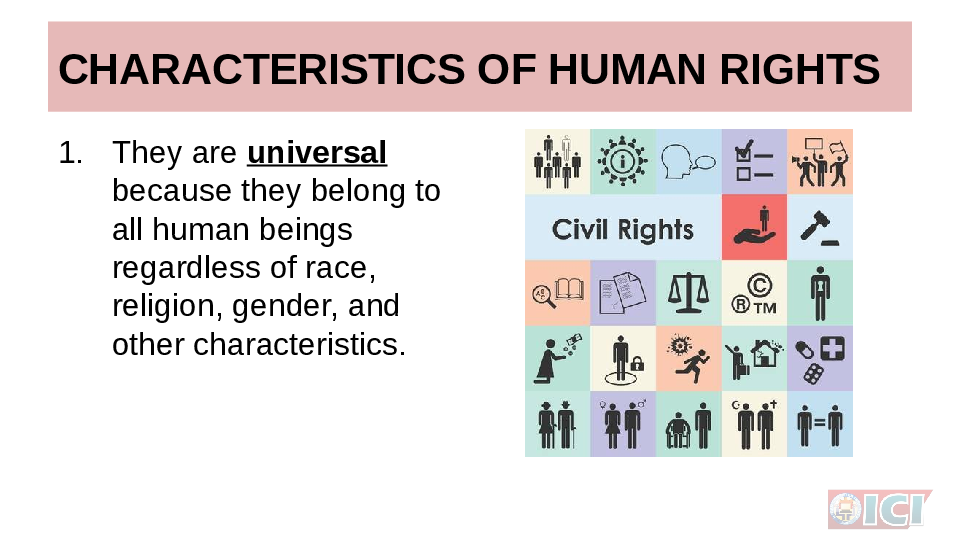 CHARACTERISTICS OF HUMAN RIGHTS
1. They are universal
because they belong to
all human beings
regardless of race,
religion, gender, and
other characteristics.
Civil Rights
©
® TM
ICI